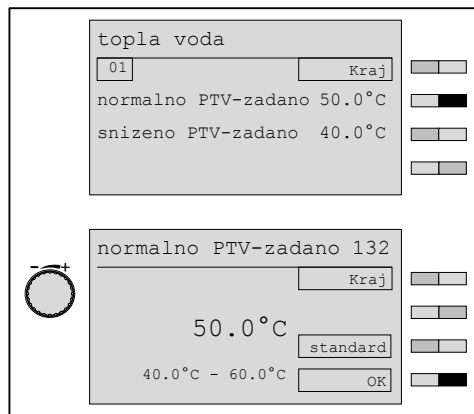 topla voda
01 Kraj
normalno PTV-zadano 50.0°C
snizeno PTV-zadano 40.0°C
normalno PTV-zadano 132
- +
Kraj
50.0°C
standard
40.0°C - 60.0°C OK